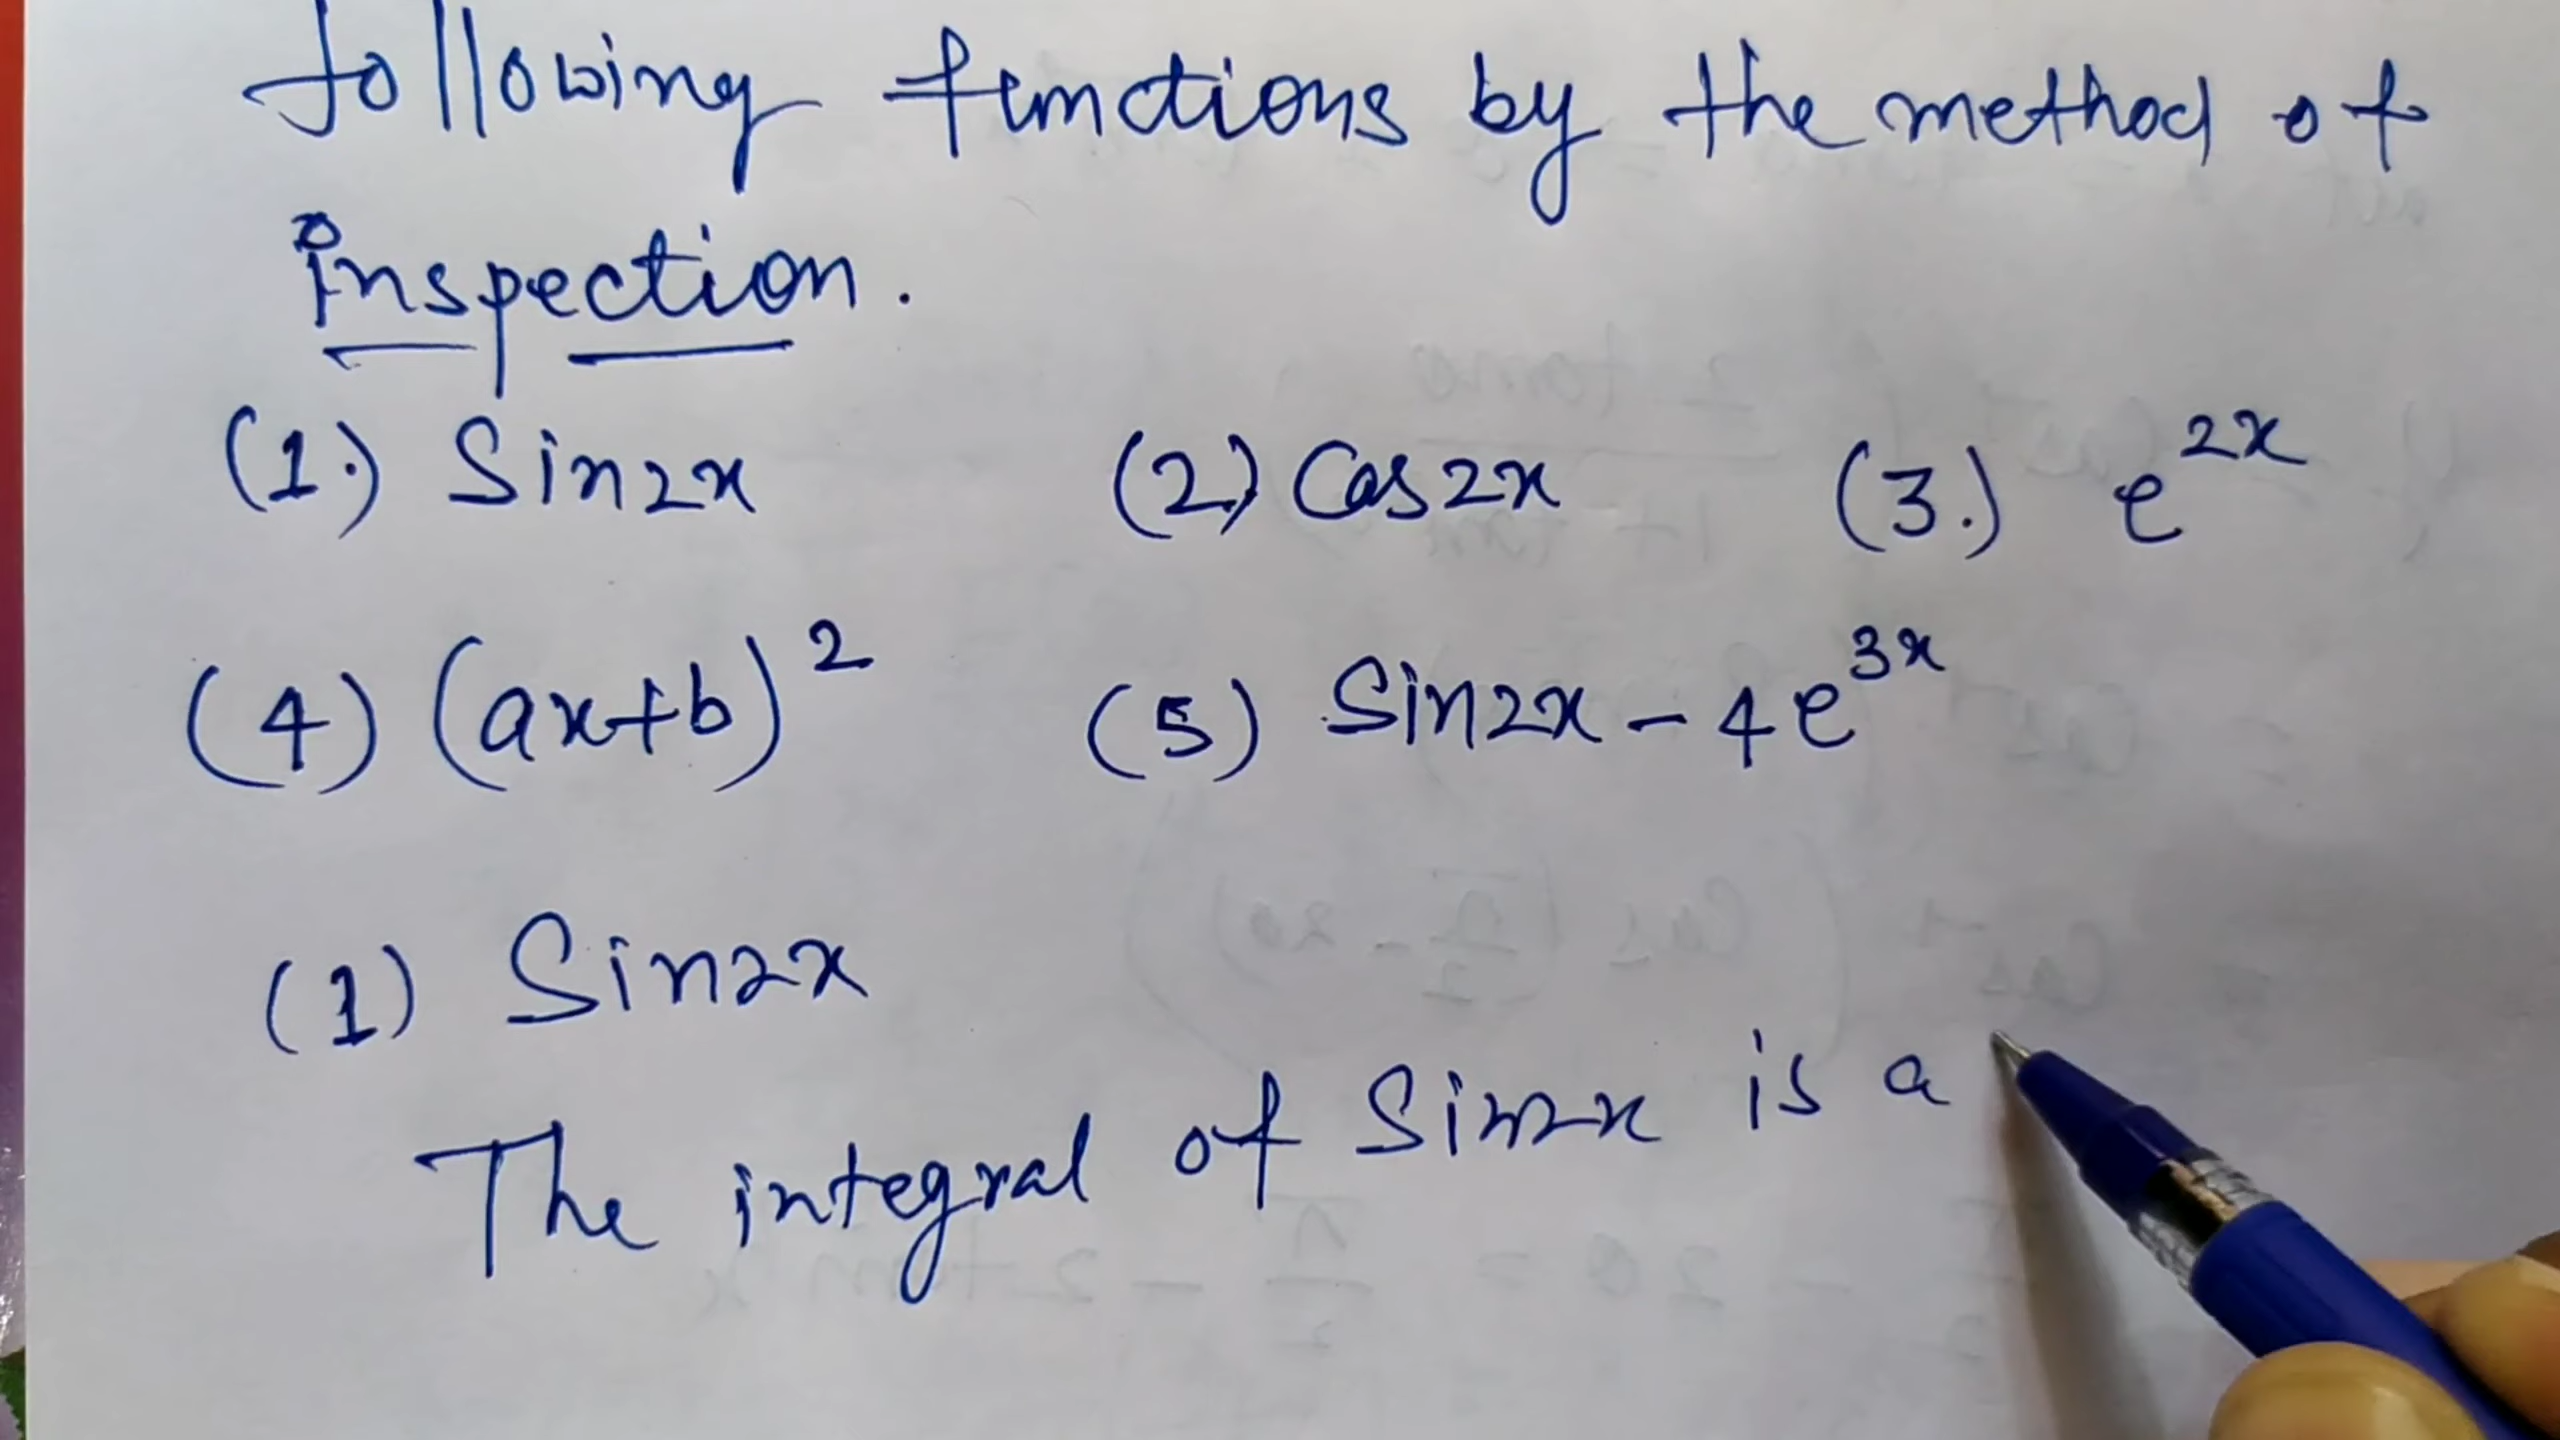 following functions by the method of
inspection.
(1.) Sin2x (2) Cos2x (3.) e^2x
(4) (ax+b)^2 (5) Sin2x - 4e^3x
(1) Sin2x
The integral of Sin2x is a